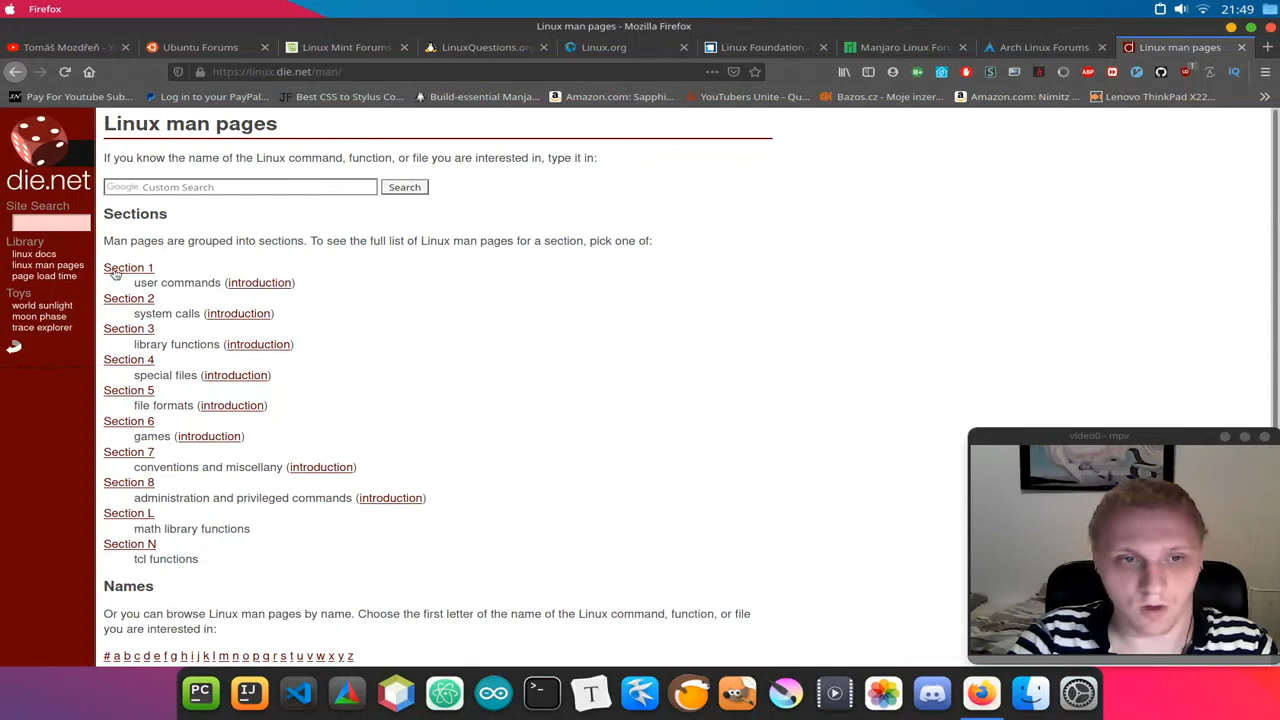 Firefox
21:49
Linux man pages - Mozilla Firefox
Tomáš Mozdřeň - Yo
Ubuntu Forums
Linux Mint Forums
LinuxQuestions.org
Linux.org
Linux Foundation -
Manjaro Linux Foru
Arch Linux Forums
Linux man pages
https://linux.die.net/man/
Pay For Youtube Sub...
Log in to your PayPal...
JF Best CSS to Stylus Co...
Build-essential Manja...
Amazon.com: Sapphi...
YouTubers Unite - Qu...
Bazos.cz - Moje inzer...
Amazon.com: Nimitz ...
Lenovo ThinkPad X22...
die.net
Site Search
Library
linux docs
linux man pages
page load time
Toys
world sunlight
moon phase
trace explorer
Linux man pages
If you know the name of the Linux command, function, or file you are interested in, type it in:
Google Custom Search
Search
Sections
Man pages are grouped into sections. To see the full list of Linux man pages for a section, pick one of:
Section 1
user commands (introduction)
Section 2
system calls (introduction)
Section 3
library functions (introduction)
Section 4
special files (introduction)
Section 5
file formats (introduction)
Section 6
games (introduction)
Section 7
conventions and miscellany (introduction)
Section 8
administration and privileged commands (introduction)
Section L
math library functions
Section N
tcl functions
Names
Or you can browse Linux man pages by name. Choose the first letter of the name of the Linux command, function, or file
you are interested in:
# a b c d e f g h i j k l m n o p q r s t u v w x y z
video0 - mpv
PC
IJ
T